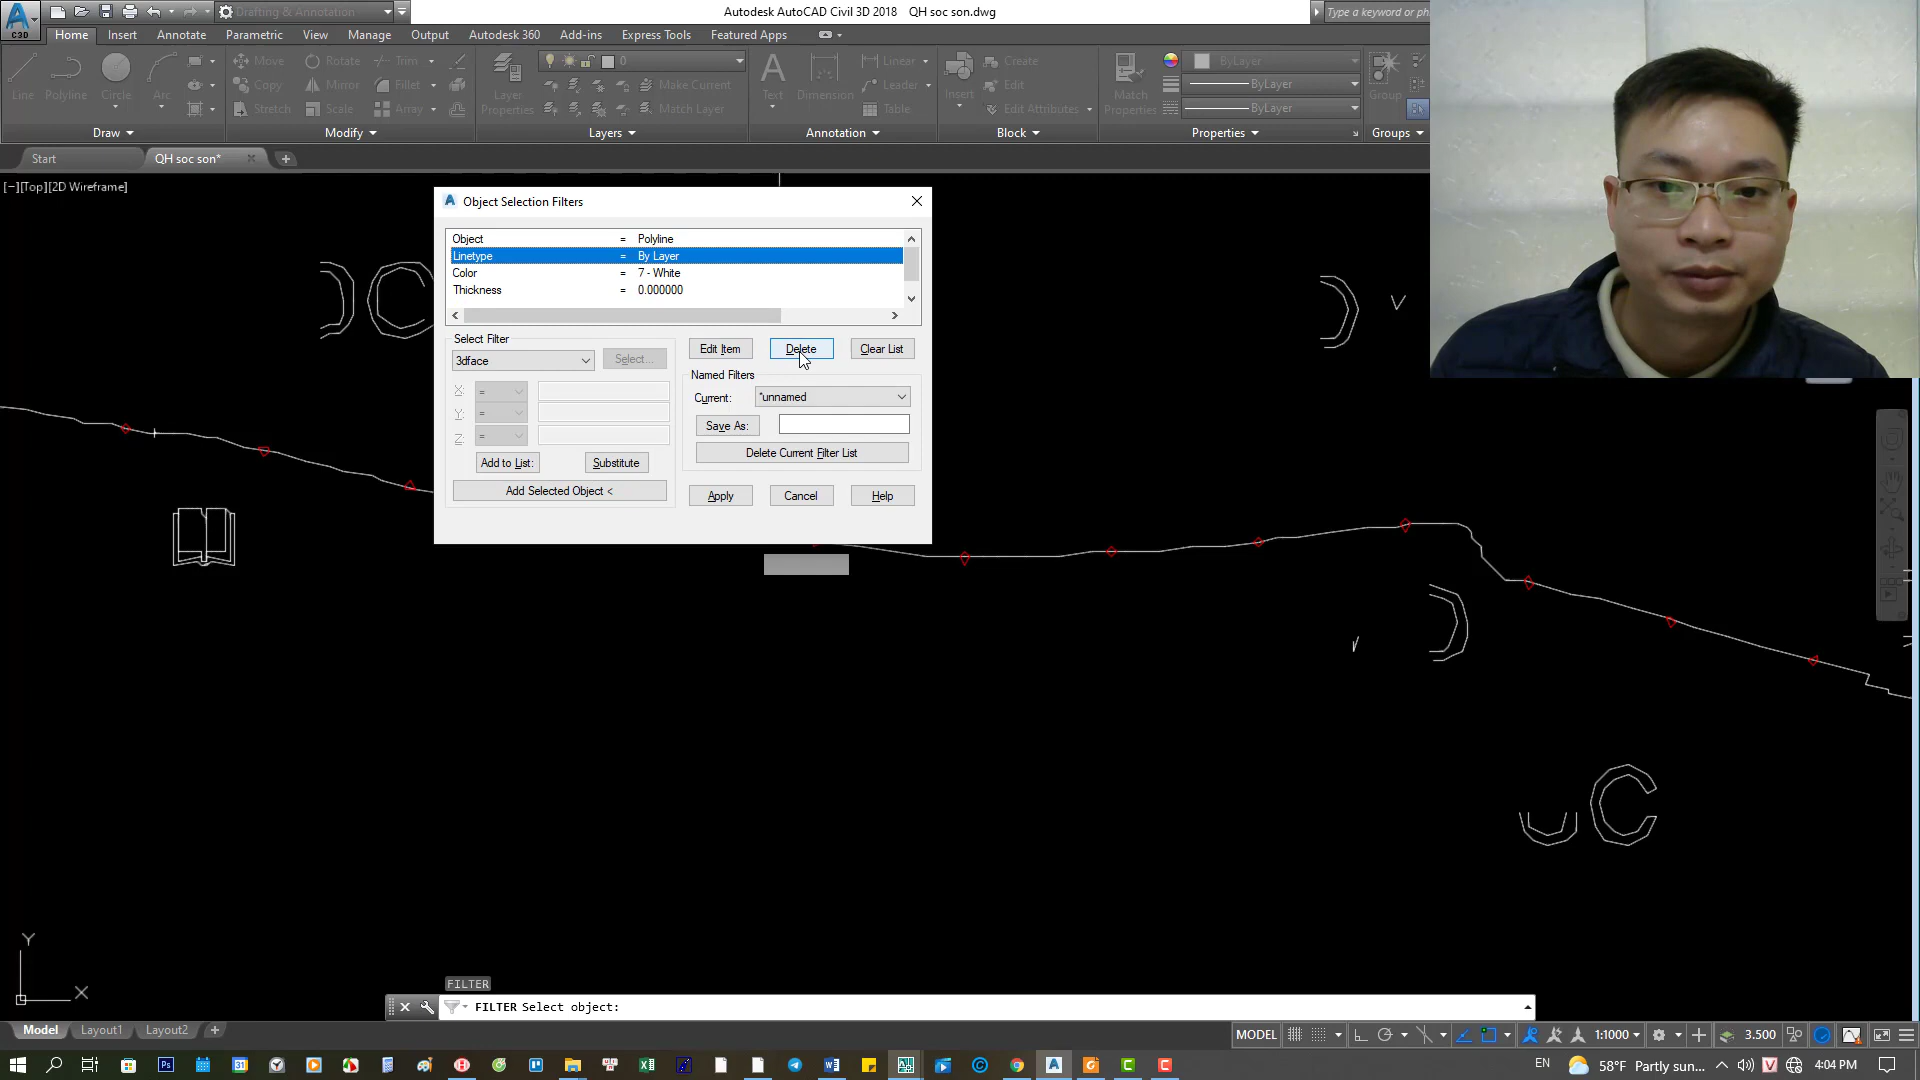 Drafting & Annotation
Autodesk AutoCAD Civil 3D 2018 QH soc son.dwg
Type a keyword or ph
C3D
Home Insert Annotate Parametric View Manage Output Autodesk 360 Add-ins Express Tools Featured Apps
Line Polyline Circle Arc
Move Rotate Trim
Copy Mirror Fillet
Stretch Scale Array
Layer Properties
0
Make Current
Match Layer
Text Dimension
Linear
Leader
Table
Insert
Create
Edit
Edit Attributes
Match Properties
ByLayer
ByLayer
ByLayer
Group
Draw Modify Layers Annotation Block Properties Groups
Start QH soc son*
[−][Top][2D Wireframe]
Object Selection Filters
Object = Polyline
Linetype = By Layer
Color = 7 - White
Thickness = 0.000000
Select Filter
3dface
Select...
X: =
Y: =
Z: =
Add to List: Substitute
Add Selected Object <
Edit Item Delete Clear List
Named Filters
Current: *unnamed
Save As:
Delete Current Filter List
Apply Cancel Help
Y
X
FILTER
FILTER Select object:
Model Layout1 Layout2
MODEL 1:1000 3.500
EN 58°F Partly sun... 4:04 PM